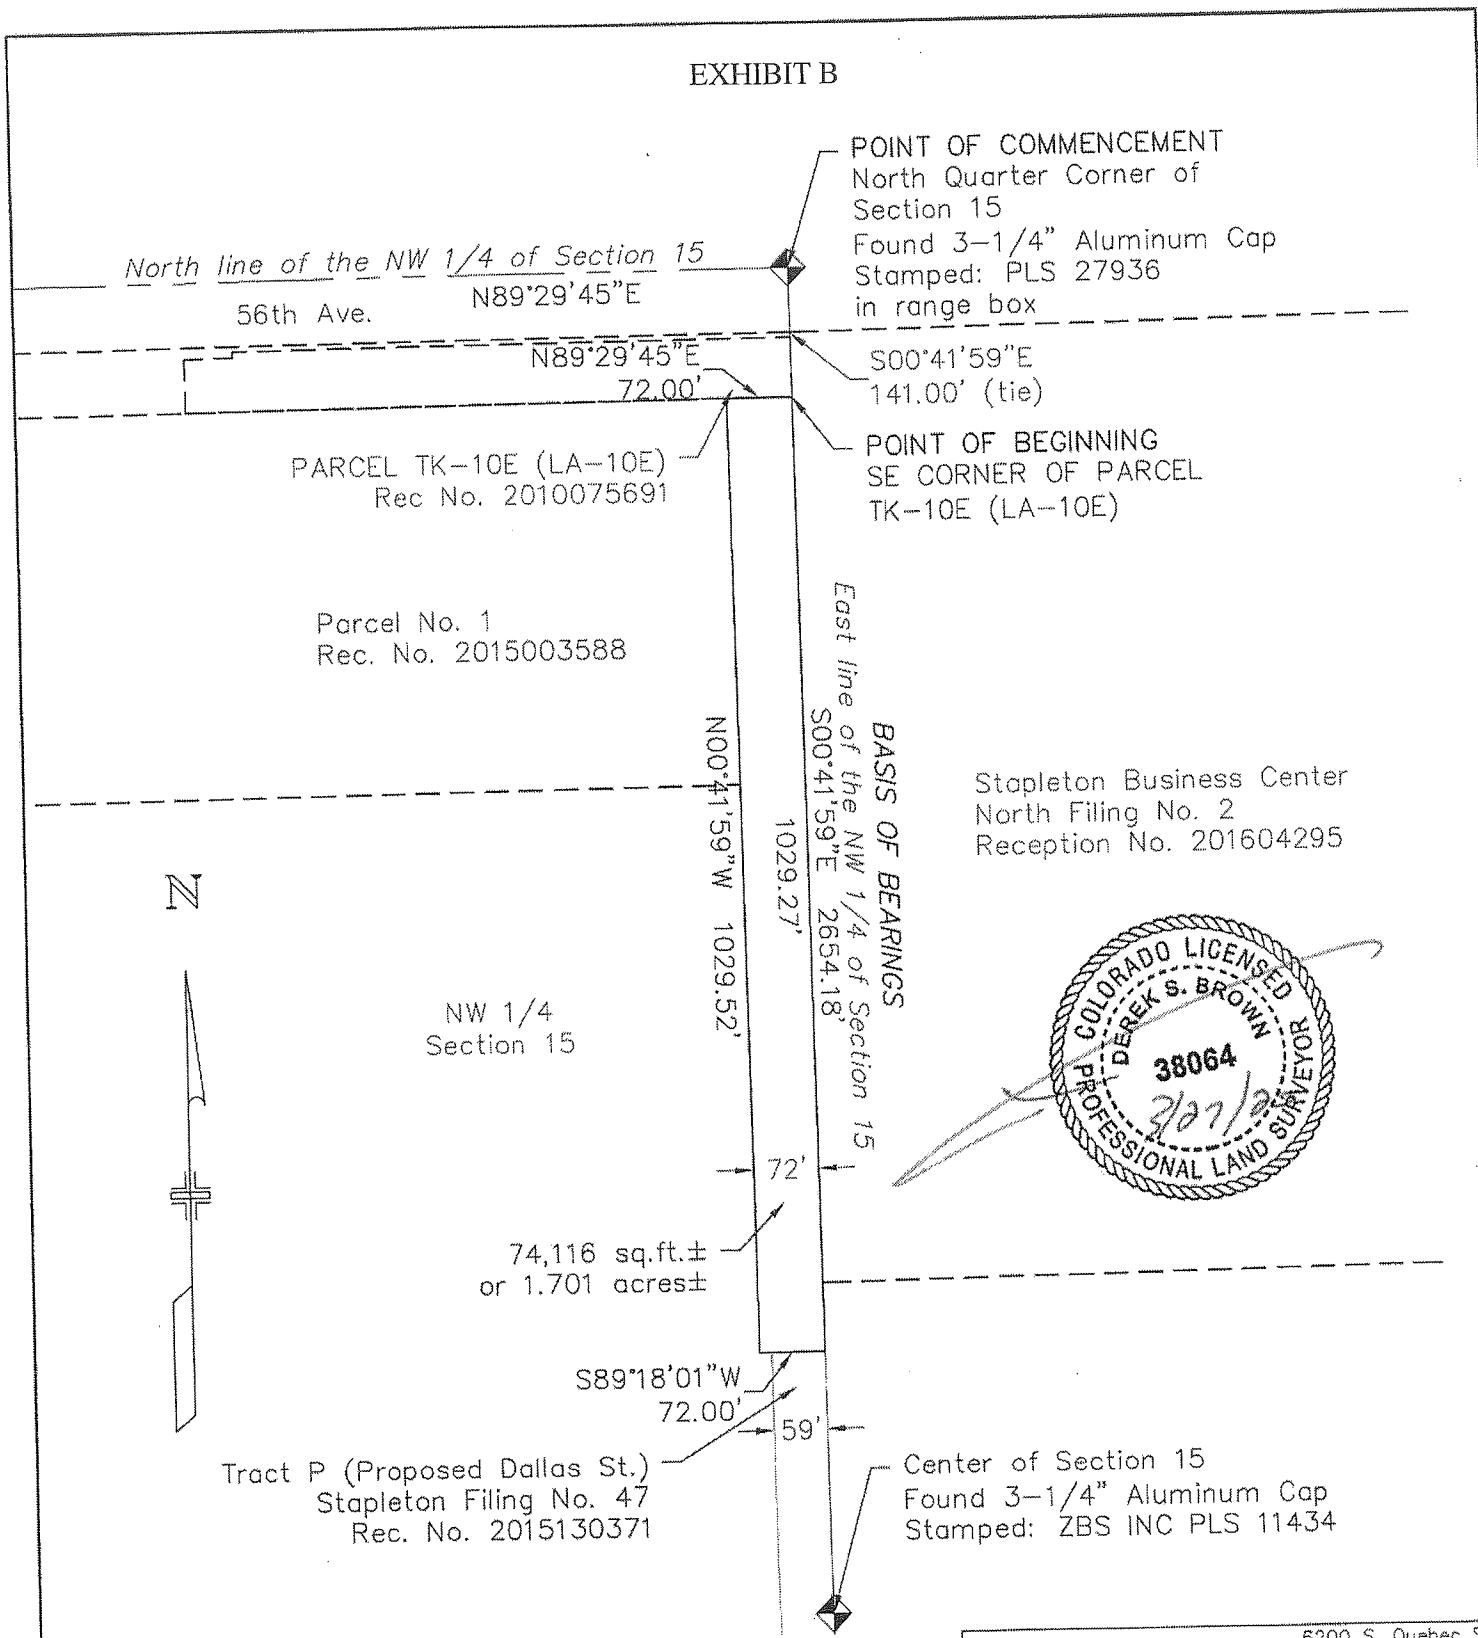 EXHIBIT B
POINT OF COMMENCEMENT
North Quarter Corner of
Section 15
Found 3-1/4" Aluminum Cap
Stamped: PLS 27936
in range box
North line of the NW 1/4 of Section 15
N89°29'45"E
56th Ave.
N89°29'45"E
72.00'
S00°41'59"E
141.00' (tie)
POINT OF BEGINNING
SE CORNER OF PARCEL
TK-10E (LA-10E)
PARCEL TK-10E (LA-10E)
Rec No. 2010075691
Parcel No. 1
Rec. No. 2015003588
N00°41'59"W 1029.52'
1029.27'
S00°41'59"E 2654.18'
East line of the NW 1/4 of Section 15
BASIS OF BEARINGS
Stapleton Business Center
North Filing No. 2
Reception No. 201604295
N
NW 1/4
Section 15
COLORADO LICENSED
DEREK S. BROWN
38064
PROFESSIONAL LAND SURVEYOR
72'
74,116 sq.ft.±
or 1.701 acres±
S89°18'01"W
72.00'
59'
Tract P (Proposed Dallas St.)
Stapleton Filing No. 47
Rec. No. 2015130371
Center of Section 15
Found 3-1/4" Aluminum Cap
Stamped: ZBS INC PLS 11434
S. Quebec